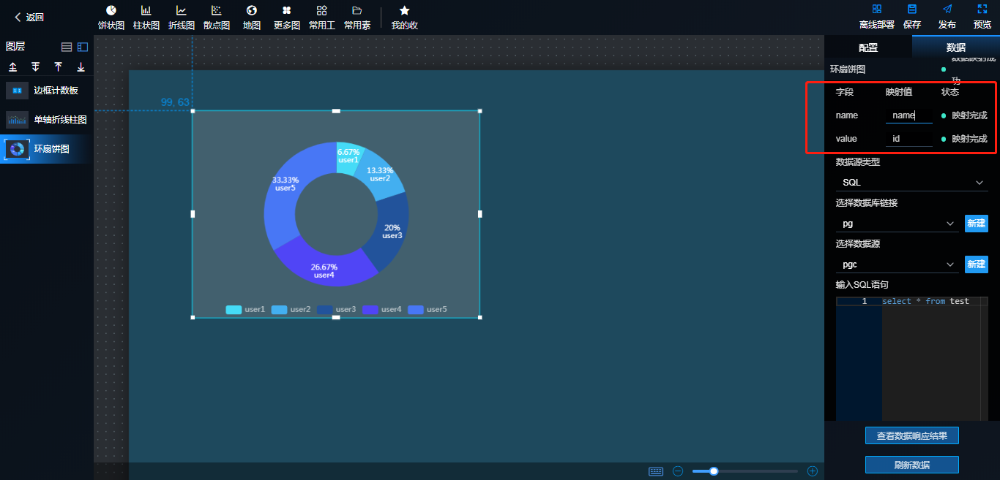 返回
饼状图
柱状图
折线图
散点图
地图
更多图
常用工
常用素
我的收
离线部署
保存
发布
预览
图层
边框计数板
单轴折线柱图
环扇饼图
99, 63
6.67%
user1
13.33%
user2
20%
user3
26.67%
user4
33.33%
user5
user1 user2 user3 user4 user5
配置 数据
环扇饼图
数据映射成
功
字段 映射值 状态
name name 映射完成
value id 映射完成
数据源类型
SQL
选择数据库链接
pg 新建
选择数据源
pgc 新建
输入SQL语句
1 select * from test
查看数据响应结果
刷新数据